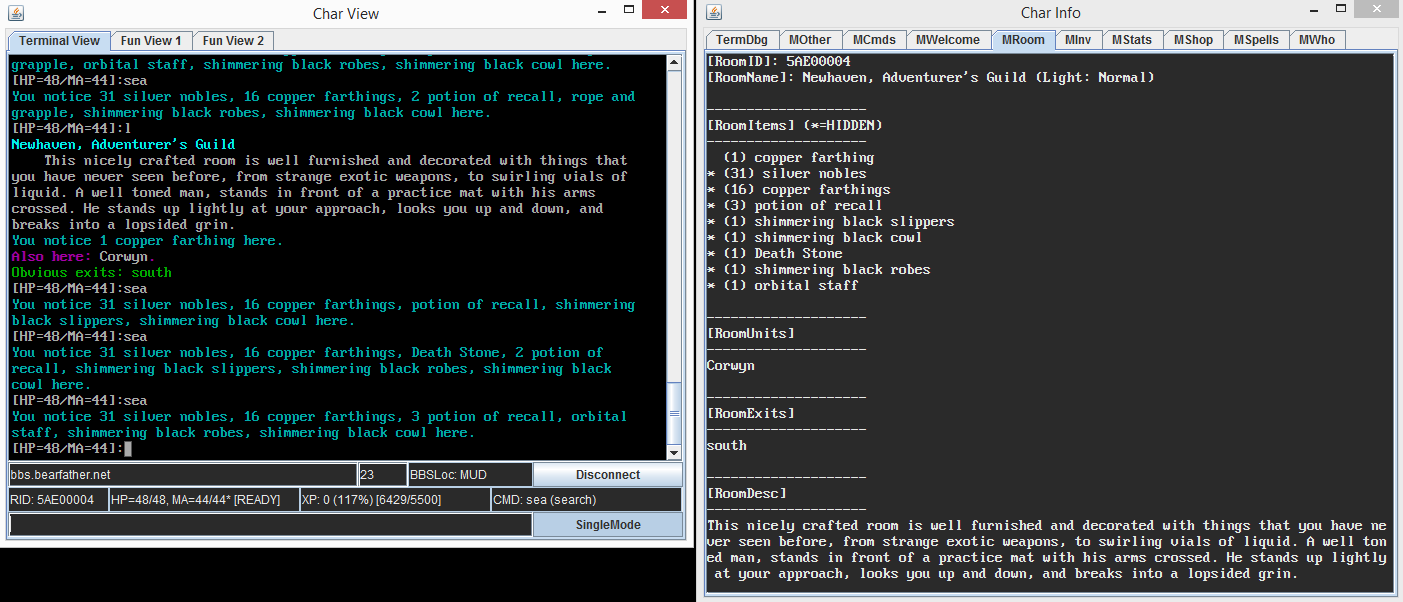 Char View
Terminal View Fun View 1 Fun View 2
grapple, orbital staff, shimmering black robes, shimmering black cowl here.
[HP=48/MA=44]:sea
You notice 31 silver nobles, 16 copper farthings, 2 potion of recall, rope and
grapple, shimmering black robes, shimmering black cowl here.
[HP=48/MA=44]:l
Newhaven, Adventurer's Guild
This nicely crafted room is well furnished and decorated with things that
you have never seen before, from strange exotic weapons, to swirling vials of
liquid. A well toned man, stands in front of a practice mat with his arms
crossed. He stands up lightly at your approach, looks you up and down, and
breaks into a lopsided grin.
You notice 1 copper farthing here.
Also here: Corwyn.
Obvious exits: south
[HP=48/MA=44]:sea
You notice 31 silver nobles, 16 copper farthings, potion of recall, shimmering
black slippers, shimmering black cowl here.
[HP=48/MA=44]:sea
You notice 31 silver nobles, 16 copper farthings, Death Stone, 2 potion of
recall, shimmering black slippers, shimmering black robes, shimmering black
cowl here.
[HP=48/MA=44]:sea
You notice 31 silver nobles, 16 copper farthings, 3 potion of recall, orbital
staff, shimmering black robes, shimmering black cowl here.
[HP=48/MA=44]:
bbs.bearfather.net 23 BBSLoc: MUD Disconnect
RID: 5AE00004 HP=48/48, MA=44/44* [READY] XP: 0 (117%) [6429/5500] CMD: sea (search)
SingleMode
Char Info
TermDbg MOther MCmds MWelcome MRoom MInv MStats MShop MSpells MWho
[RoomID]: 5AE00004
[RoomName]: Newhaven, Adventurer's Guild (Light: Normal)
--------------------
[RoomItems] (*=HIDDEN)
--------------------
(1) copper farthing
* (31) silver nobles
* (16) copper farthings
* (3) potion of recall
* (1) shimmering black slippers
* (1) shimmering black cowl
* (1) Death Stone
* (1) shimmering black robes
* (1) orbital staff
--------------------
[RoomUnits]
--------------------
Corwyn
--------------------
[RoomExits]
--------------------
south
--------------------
[RoomDesc]
--------------------
This nicely crafted room is well furnished and decorated with things that you have ne
ver seen before, from strange exotic weapons, to swirling vials of liquid. A well ton
ed man, stands in front of a practice mat with his arms crossed. He stands up lightly
at your approach, looks you up and down, and breaks into a lopsided grin.